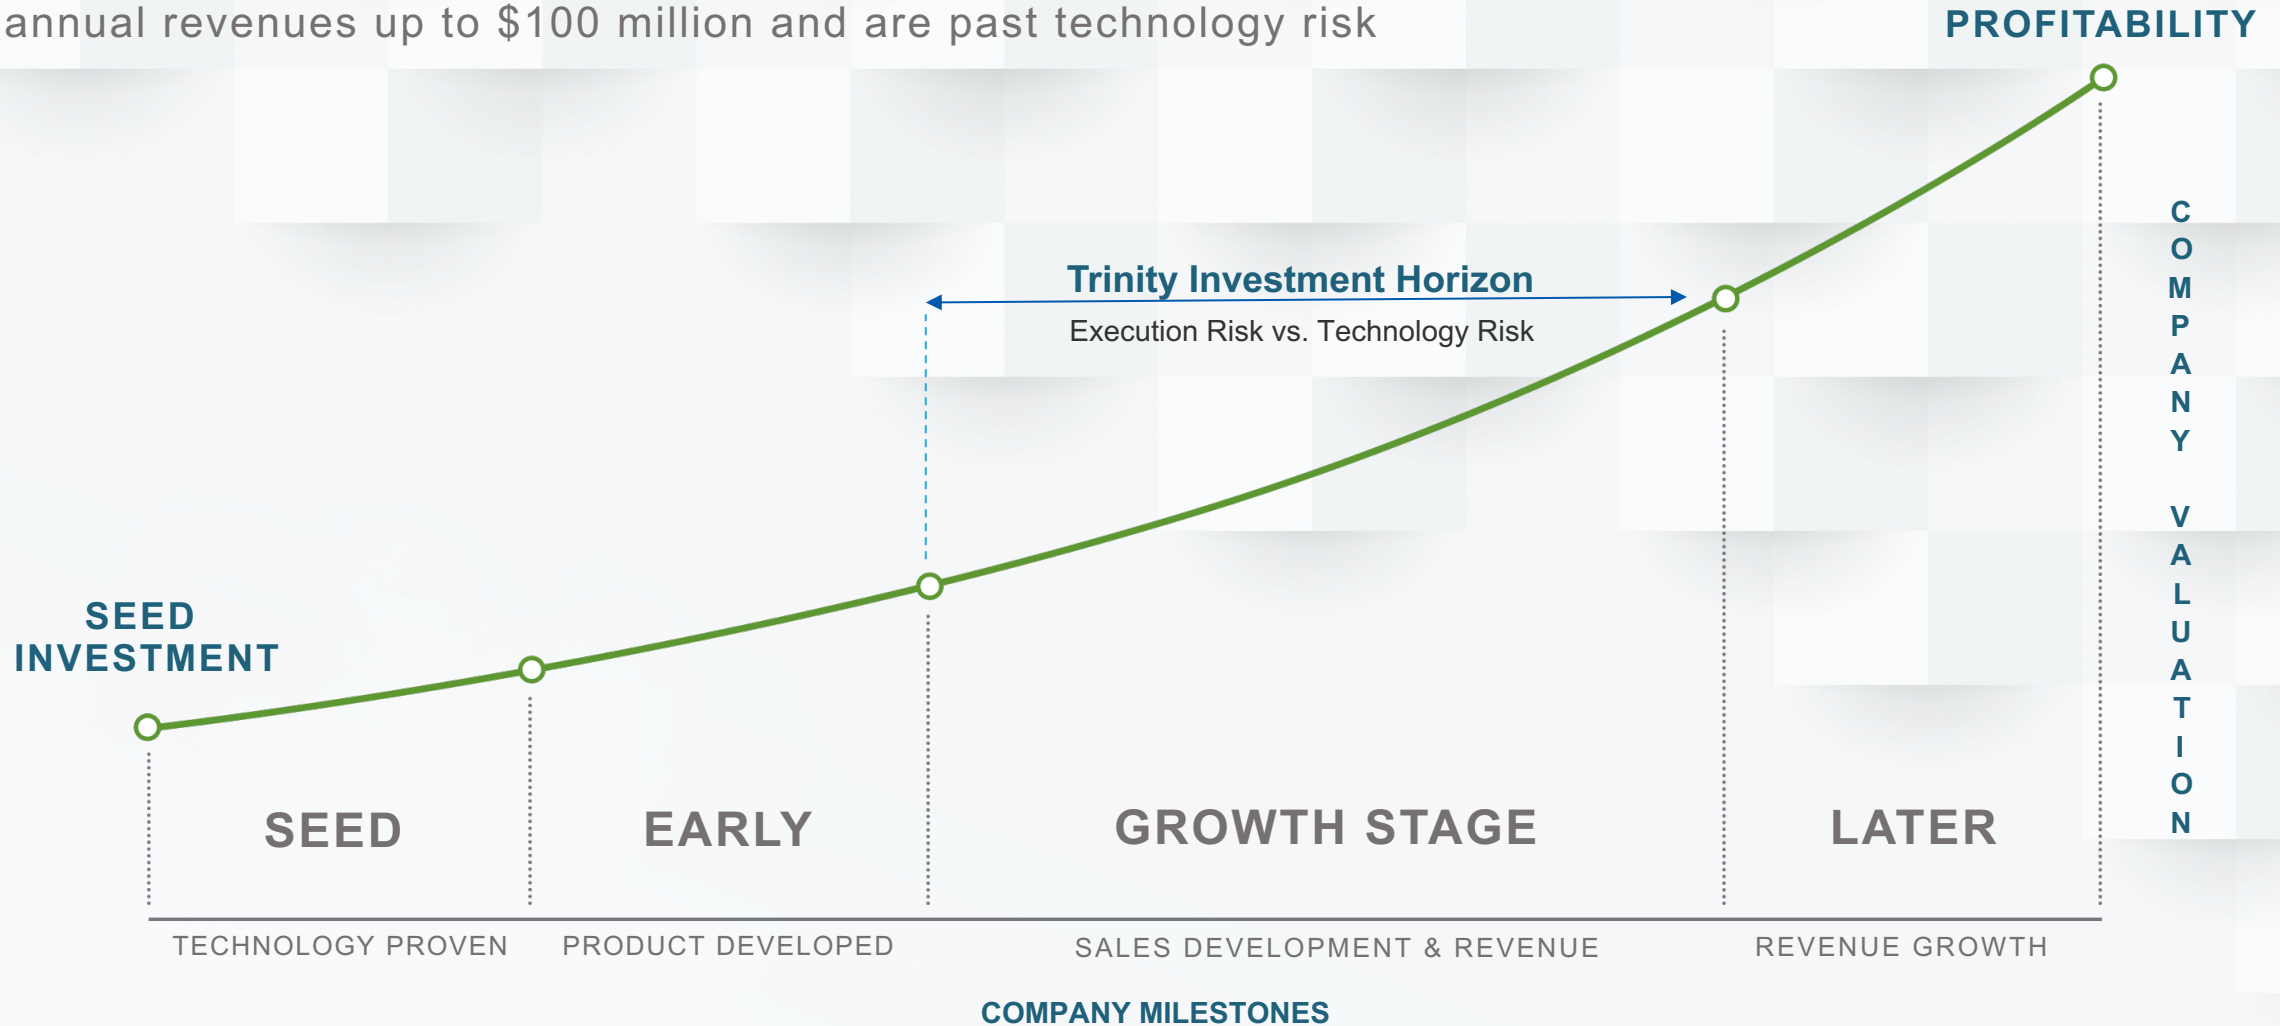 annual revenues up to $100 million and are past technology risk
PROFITABILITY
Trinity Investment Horizon
Execution Risk vs. Technology Risk
COMPANY VALUATION
SEED
INVESTMENT
SEED
EARLY
GROWTH STAGE
LATER
TECHNOLOGY PROVEN
PRODUCT DEVELOPED
SALES DEVELOPMENT & REVENUE
REVENUE GROWTH
COMPANY MILESTONES